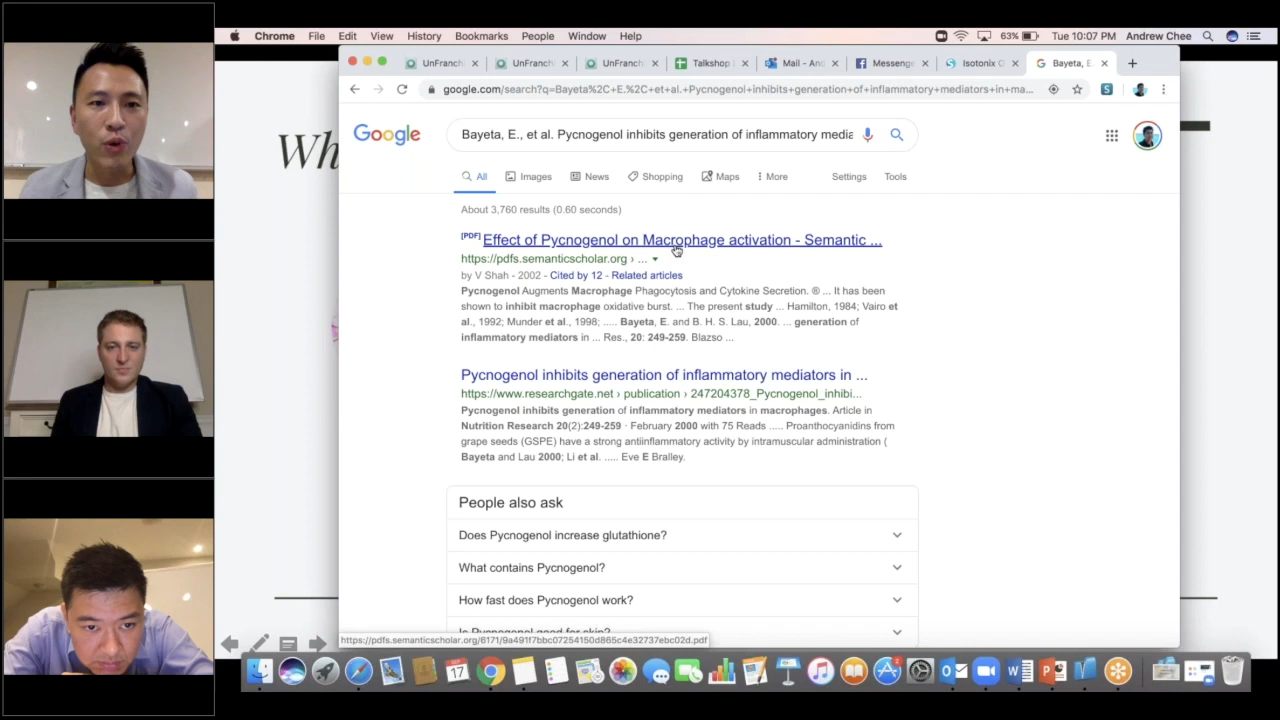 Chrome File Edit View History Bookmarks People Window Help 63% Tue 10:07 PM Andrew Chee
UnFranch UnFranch UnFranch Talkshop Mail - And Messenge Isotonix O Bayeta, E.
google.com/search?q=Bayeta%2C+E.%2C+et+al.+Pycnogenol+inhibits+generation+of+inflammatory+mediators+in+ma...
Wh
Google
Bayeta, E., et al. Pycnogenol inhibits generation of inflammatory media
All Images News Shopping Maps More Settings Tools
About 3,760 results (0.60 seconds)
[PDF] Effect of Pycnogenol on Macrophage activation - Semantic ...
https://pdfs.semanticscholar.org › ...
by V Shah - 2002 - Cited by 12 - Related articles
Pycnogenol Augments Macrophage Phagocytosis and Cytokine Secretion. ® ... It has been
shown to inhibit macrophage oxidative burst. ... The present study ... Hamilton, 1984; Vairo et
al., 1992; Munder et al., 1998; ..... Bayeta, E. and B. H. S. Lau, 2000. ... generation of
inflammatory mediators in ... Res., 20: 249-259. Blazso ...
Pycnogenol inhibits generation of inflammatory mediators in ...
https://www.researchgate.net › publication › 247204378_Pycnogenol_inhibi...
Pycnogenol inhibits generation of inflammatory mediators in macrophages. Article in
Nutrition Research 20(2):249-259 · February 2000 with 75 Reads ..... Proanthocyanidins from
grape seeds (GSPE) have a strong antiinflammatory activity by intramuscular administration (
Bayeta and Lau 2000; Li et al. ..... Eve E Bralley.
People also ask
Does Pycnogenol increase glutathione?
What contains Pycnogenol?
How fast does Pycnogenol work?
Is Pycnogenol good for skin?
https://pdfs.semanticscholar.org/6171/9a491f7bbc07254150d865c4e32737ebc02d.pdf
17